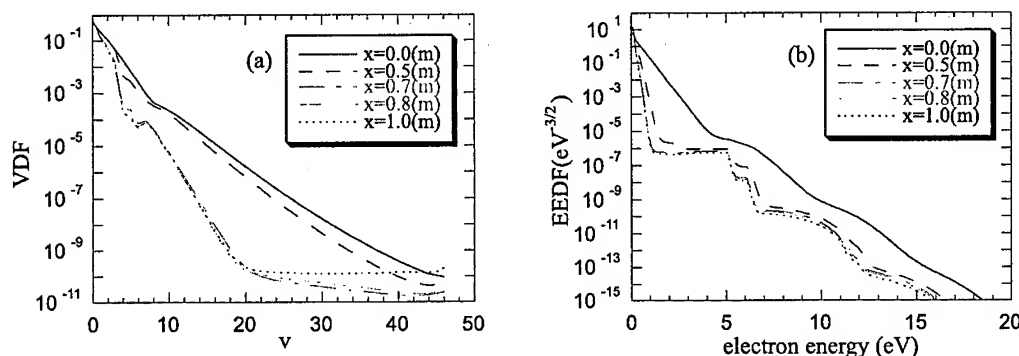 (a)
x=0.0(m)
x=0.5(m)
x=0.7(m)
x=0.8(m)
x=1.0(m)
VDF
10⁻¹
10⁻³
10⁻⁵
10⁻⁷
10⁻⁹
10⁻¹¹
0 10 20 30 40 50
v
(b)
x=0.0(m)
x=0.5(m)
x=0.7(m)
x=0.8(m)
x=1.0(m)
EEDF(eV⁻³/²)
10¹
10⁻¹
10⁻³
10⁻⁵
10⁻⁷
10⁻⁹
10⁻¹¹
10⁻¹³
10⁻¹⁵
0 5 10 15 20
electron energy (eV)